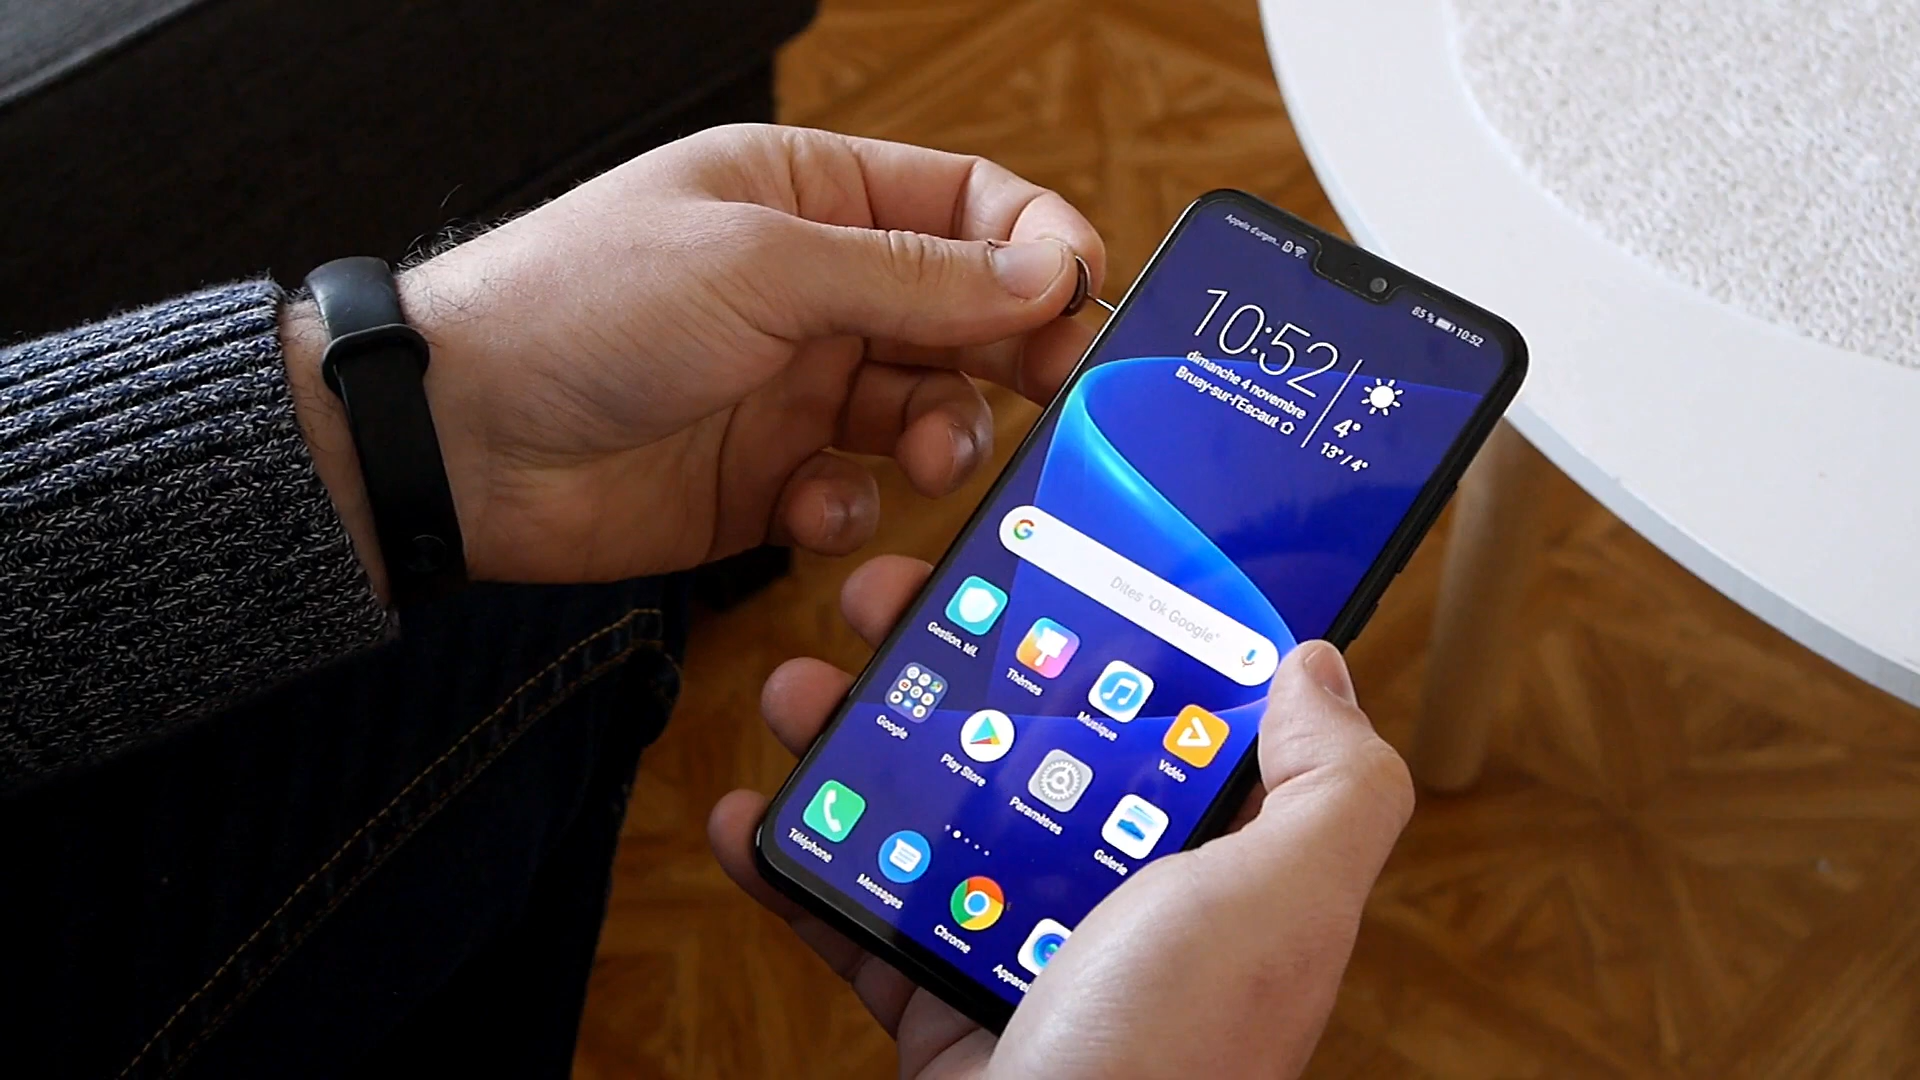 Appels d'urgen...
85 % 10:52
10:52
dimanche 4 novembre
Bruay-sur-l'Escaut
4°
13° / 4°
G
Dites "Ok Google"
Gestion. tél.
Thèmes
Musique
Vidéo
Google
Play Store
Paramètres
Galerie
Téléphone
Messages
Chrome
Appareil